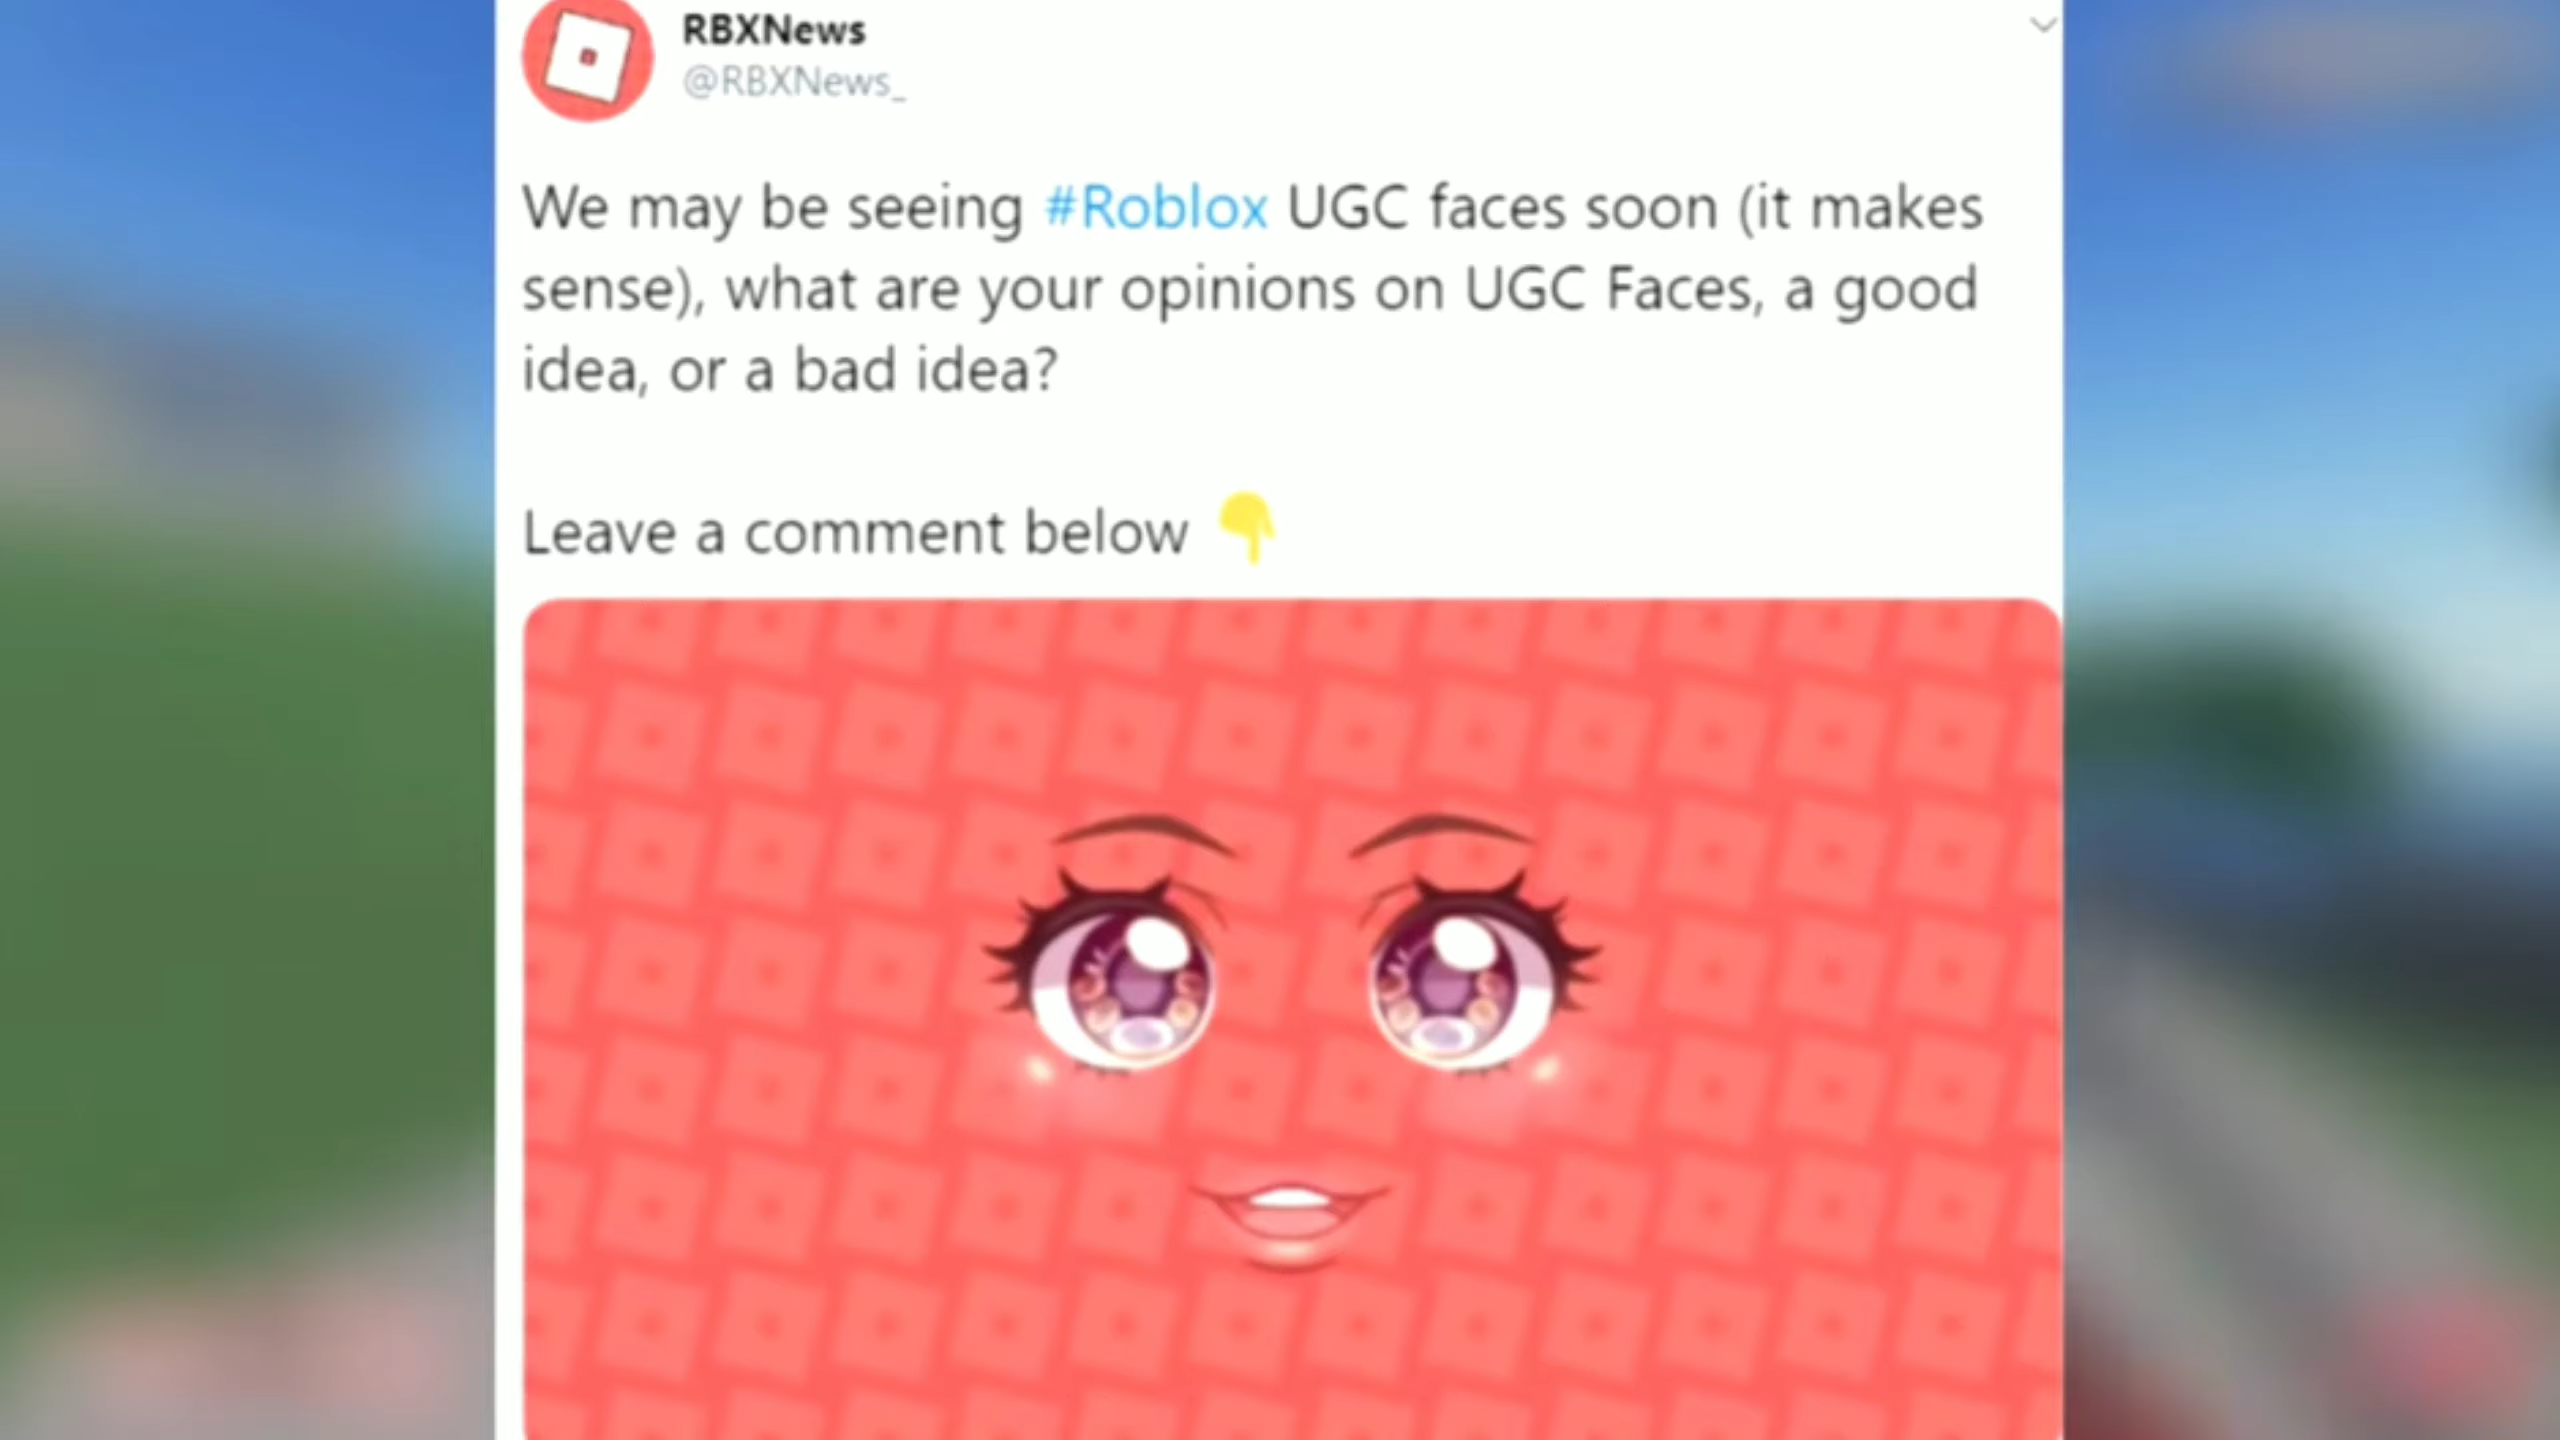 RBXNews
@RBXNews_
We may be seeing #Roblox UGC faces soon (it makes
sense), what are your opinions on UGC Faces, a good
idea, or a bad idea?
Leave a comment below 👇